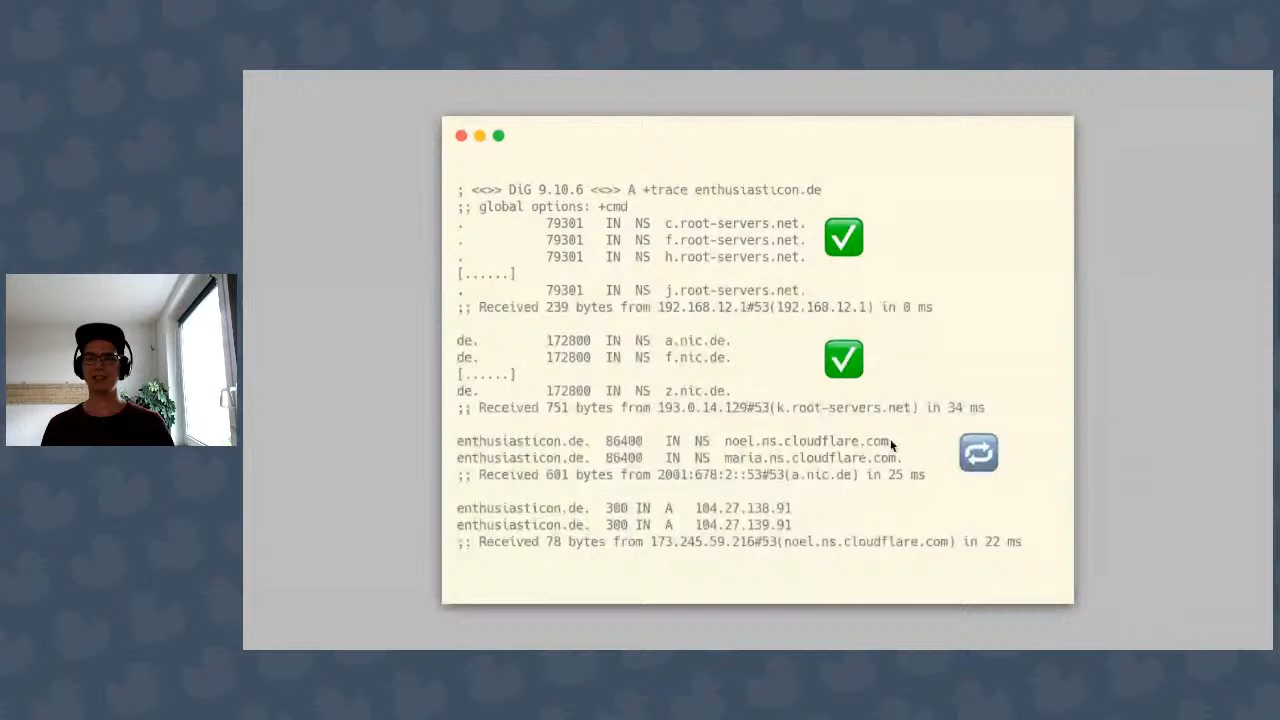 ; <<>> DiG 9.10.6 <<>> A +trace enthusiasticon.de
;; global options: +cmd
. 79301 IN NS c.root-servers.net.
. 79301 IN NS f.root-servers.net.
. 79301 IN NS h.root-servers.net.
[......]
. 79301 IN NS j.root-servers.net.
;; Received 239 bytes from 192.168.12.1#53(192.168.12.1) in 0 ms
de. 172800 IN NS a.nic.de.
de. 172800 IN NS f.nic.de.
[......]
de. 172800 IN NS z.nic.de.
;; Received 751 bytes from 193.0.14.129#53(k.root-servers.net) in 34 ms
enthusiasticon.de. 86400 IN NS noel.ns.cloudflare.com.
enthusiasticon.de. 86400 IN NS maria.ns.cloudflare.com.
;; Received 601 bytes from 2001:678:2::53#53(a.nic.de) in 25 ms
enthusiasticon.de. 300 IN A 104.27.138.91
enthusiasticon.de. 300 IN A 104.27.139.91
;; Received 78 bytes from 173.245.59.216#53(noel.ns.cloudflare.com) in 22 ms